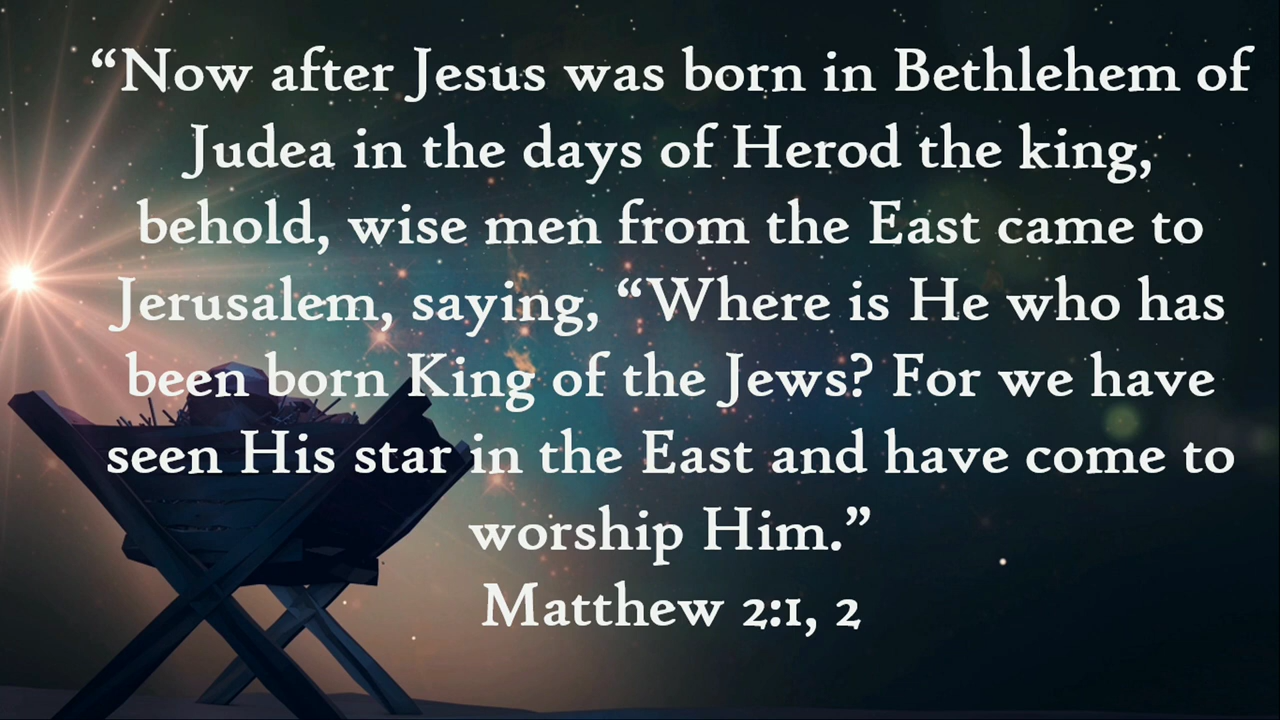 “Now after Jesus was born in Bethlehem of
Judea in the days of Herod the king,
behold, wise men from the East came to
Jerusalem, saying, “Where is He who has
been born King of the Jews? For we have
seen His star in the East and have come to
worship Him.”
Matthew 2:1, 2